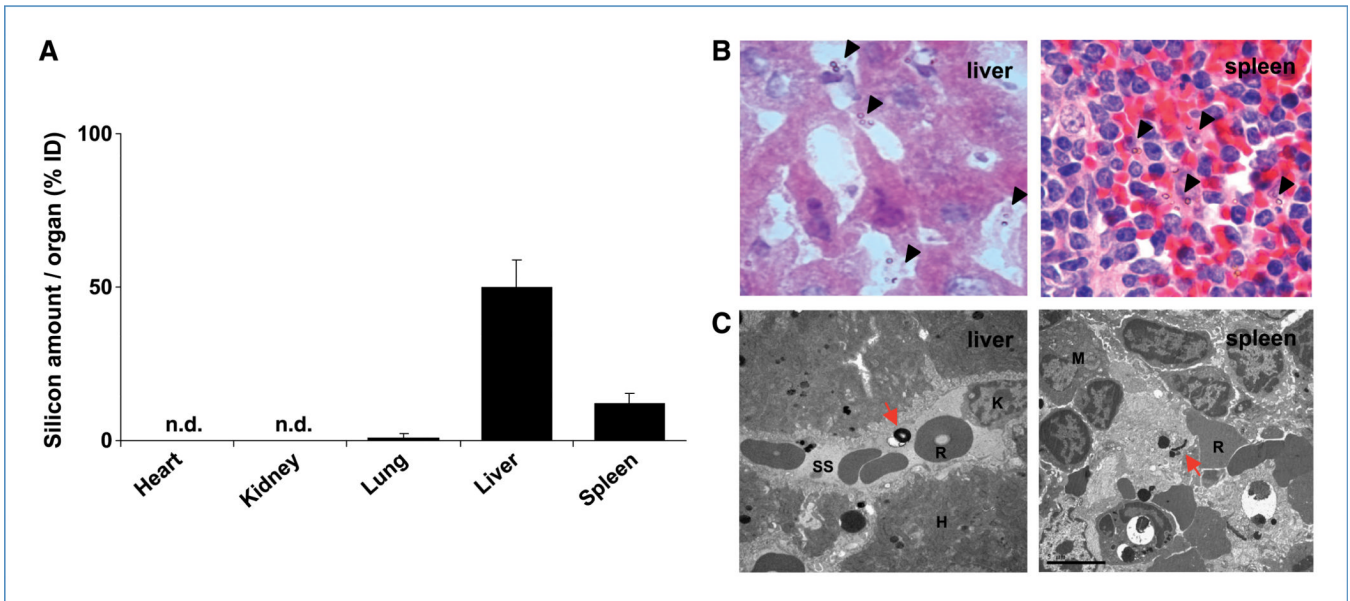 A
Silicon amount / organ (% ID)
100
50
0
n.d.
n.d.
Heart
Kidney
Lung
Liver
Spleen
B
liver
spleen
C
liver
K
R
SS
H
spleen
M
R